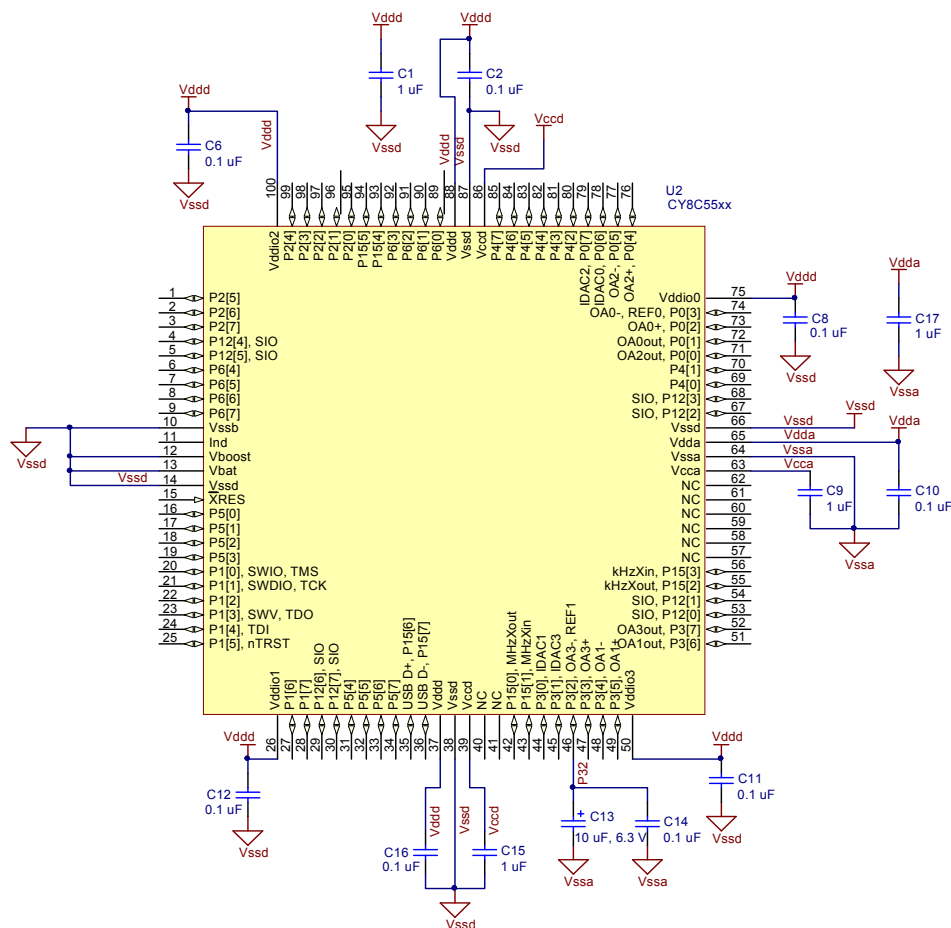 Vddd
Vddd
C1
1 uF
Vssd
C2
0.1 uF
Vssd
Vccd
Vddd
C6
0.1 uF
Vssd
Vddd
Vddd
Vssd
U2
CY8C55xx
100 Vddio2
99 P2[4]
98 P2[3]
97 P2[2]
96 P2[1]
95 P2[0]
94 P15[5]
93 P15[4]
92 P6[3]
91 P6[2]
90 P6[1]
89 P6[0]
88 Vddd
87 Vssd
86 Vccd
85 P4[7]
84 P4[6]
83 P4[5]
82 P4[4]
81 P4[3]
80 P4[2]
79 IDAC2, P0[7]
78 IDAC0, P0[6]
77 OA2-, P0[5]
76 OA2+, P0[4]
1 P2[5]
2 P2[6]
3 P2[7]
4 P12[4], SIO
5 P12[5], SIO
6 P6[4]
7 P6[5]
8 P6[6]
9 P6[7]
10 Vssb
11 Ind
12 Vboost
13 Vbat
Vssd 14 Vssd
15 XRES
16 P5[0]
17 P5[1]
18 P5[2]
19 P5[3]
20 P1[0], SWIO, TMS
21 P1[1], SWDIO, TCK
22 P1[2]
23 P1[3], SWV, TDO
24 P1[4], TDI
25 P1[5], nTRST
Vssd
Vddio0 75
OA0-, REF0, P0[3] 74
OA0+, P0[2] 73
OA0out, P0[1] 72
OA2out, P0[0] 71
P4[1] 70
P4[0] 69
SIO, P12[3] 68
SIO, P12[2] 67
Vssd 66 Vssd
Vdda 65 Vdda
Vssa 64 Vssa
Vcca 63 Vcca
NC 62
NC 61
NC 60
NC 59
NC 58
NC 57
kHzXin, P15[3] 56
kHzXout, P15[2] 55
SIO, P12[1] 54
SIO, P12[0] 53
OA3out, P3[7] 52
OA1out, P3[6] 51
Vddd
C8
0.1 uF
Vssd
Vdda
C17
1 uF
Vssa
Vssd
Vdda
C9
1 uF
C10
0.1 uF
Vssa
Vddio1 26
P1[6] 27
P1[7] 28
P12[6], SIO 29
P12[7], SIO 30
P5[4] 31
P5[5] 32
P5[6] 33
P5[7] 34
USB D+, P15[6] 35
USB D-, P15[7] 36
Vddd 37
Vssd 38
Vccd 39
NC 40
NC 41
P15[0], MHzXout 42
P15[1], MHzXin 43
P3[0], IDAC1 44
P3[1], IDAC3 45
P3[2], OA3-, REF1 46
P3[3], OA3+ 47
P3[4], OA1- 48
P3[5], OA1+ 49
Vddio3 50
Vddd
C12
0.1 uF
Vssd
Vddd
Vssd
Vccd
C16
0.1 uF
C15
1 uF
Vssd
P32
+
C13
10 uF, 6.3 V
Vssa
C14
0.1 uF
Vssa
Vddd
C11
0.1 uF
Vssd